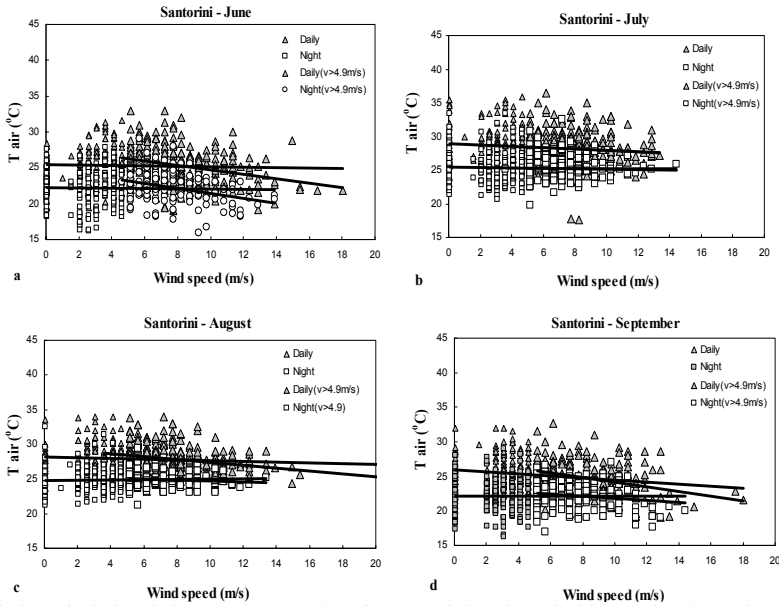 Santorini - June
45
40
35
30
25
20
15
T air (°C)
0 2 4 6 8 10 12 14 16 18 20
Wind speed (m/s)
Daily
Night
Daily(v>4.9m/s)
Night(v>4.9m/s)
a
Santorini - July
45
40
35
30
25
20
15
T air (°C)
0 2 4 6 8 10 12 14 16 18 20
Wind speed (m/s)
Daily
Night
Daily(v>4.9m/s)
Night(v>4.9m/s)
b
Santorini - August
45
40
35
30
25
20
15
T air (°C)
0 2 4 6 8 10 12 14 16 18 20
Wind speed (m/s)
Daily
Night
Daily(v>4.9m/s)
Night(v>4.9)
c
Santorini - September
45
40
35
30
25
20
15
T air (°C)
0 2 4 6 8 10 12 14 16 18 20
Wind speed (m/s)
Daily
Night
Daily(v>4.9m/s)
Night(v>4.9m/s)
d